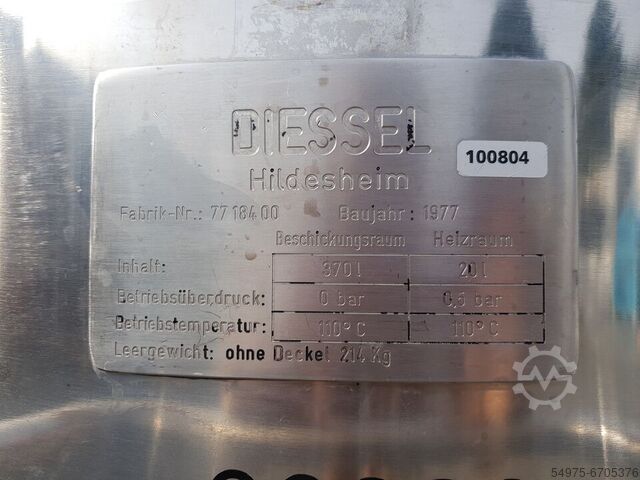 DIESSEL
100804
Hildesheim
Fabrik-Nr.: 77 184 00 Baujahr: 1977
Beschickungsraum Heizraum
Inhalt: 370 l 20 l
Betriebsüberdruck: 0 bar 0,5 bar
Betriebstemperatur: 110° C 110° C
Leergewicht: ohne Deckel 214 Kg
54975-6705376